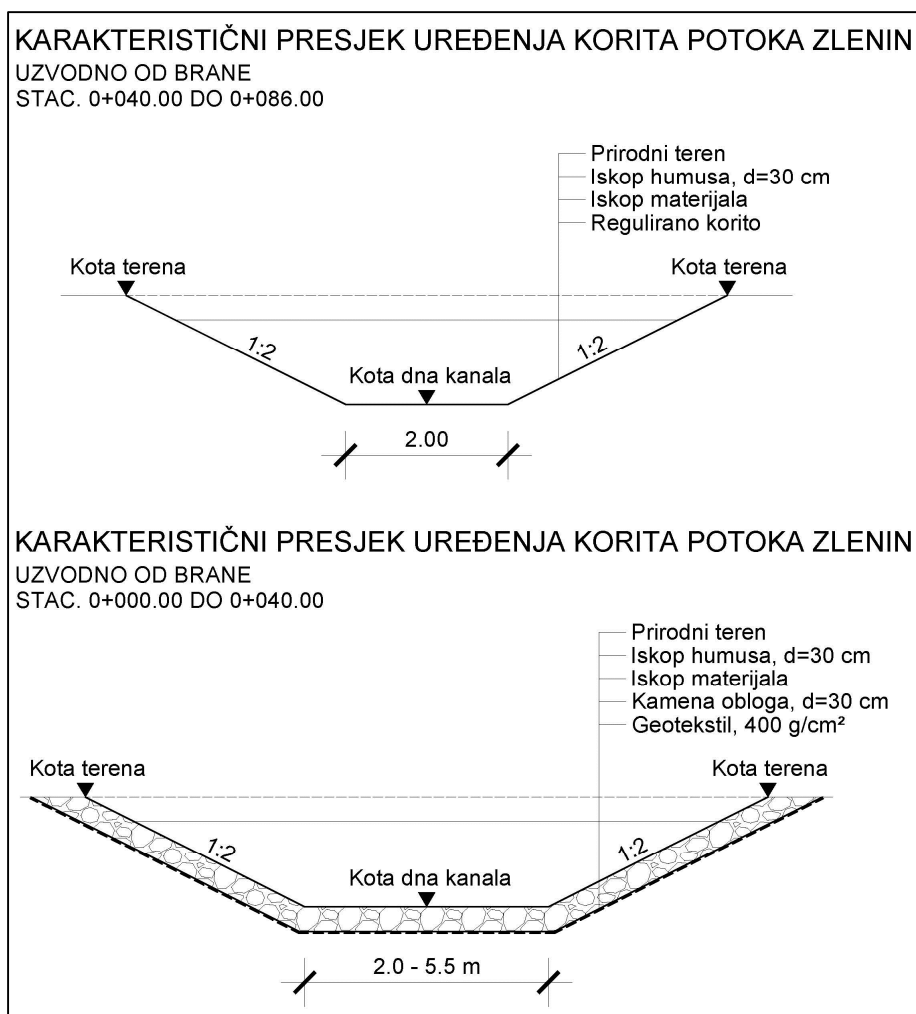 KARAKTERISTIČNI PRESJEK UREĐENJA KORITA POTOKA ZLENIN
UZVODNO OD BRANE
STAC. 0+040.00 DO 0+086.00
Prirodni teren
Iskop humusa, d=30 cm
Iskop materijala
Regulirano korito
Kota terena
Kota terena
1:2
1:2
Kota dna kanala
2.00
KARAKTERISTIČNI PRESJEK UREĐENJA KORITA POTOKA ZLENIN
UZVODNO OD BRANE
STAC. 0+000.00 DO 0+040.00
Prirodni teren
Iskop humusa, d=30 cm
Iskop materijala
Kamena obloga, d=30 cm
Geotekstil, 400 g/cm²
Kota terena
Kota terena
1:2
1:2
Kota dna kanala
2.0 - 5.5 m